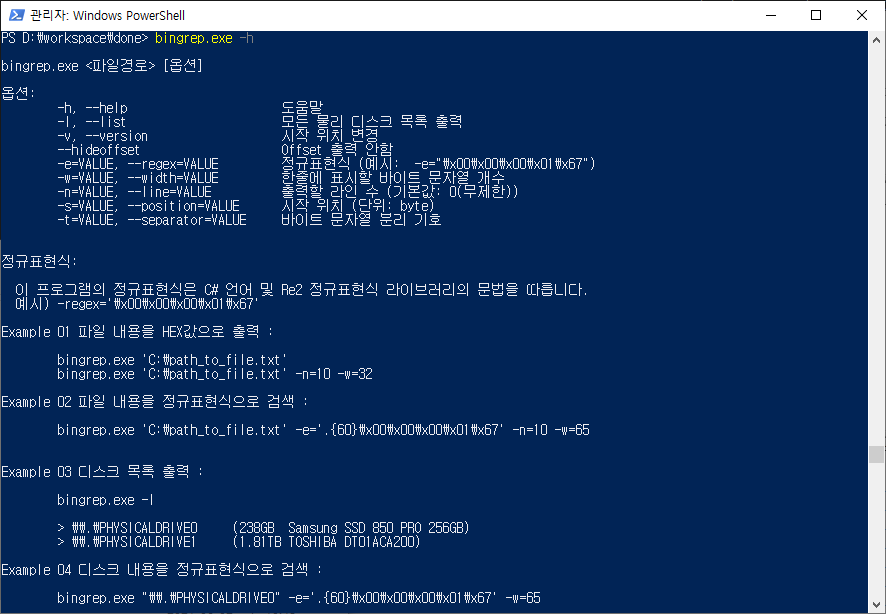 관리자: Windows PowerShell
PS D:\workspace\done> bingrep.exe -h
bingrep.exe <파일경로> [옵션]
옵션:
-h, --help 도움말
-l, --list 모든 물리 디스크 목록 출력
-v, --version 시작 위치 변경
--hideoffset Offset 출력 안함
-e=VALUE, --regex=VALUE 정규표현식 (예시: -e="\x00\x00\x00\x01\x67")
-w=VALUE, --width=VALUE 한줄에 표시할 바이트 문자열 개수
-n=VALUE, --line=VALUE 출력할 라인 수 (기본값: 0(무제한))
-s=VALUE, --position=VALUE 시작 위치 (단위: byte)
-t=VALUE, --separator=VALUE 바이트 문자열 분리 기호
정규표현식:
이 프로그램의 정규표현식은 C# 언어 및 Re2 정규표현식 라이브러리의 문법을 따릅니다.
예시) -regex='\x00\x00\x00\x01\x67'
Example 01 파일 내용을 HEX값으로 출력 :
bingrep.exe 'C:\path_to_file.txt'
bingrep.exe 'C:\path_to_file.txt' -n=10 -w=32
Example 02 파일 내용을 정규표현식으로 검색 :
bingrep.exe 'C:\path_to_file.txt' -e='.{60}\x00\x00\x00\x01\x67' -n=10 -w=65
Example 03 디스크 목록 출력 :
bingrep.exe -l
> \\.\PHYSICALDRIVE0 (238GB Samsung SSD 850 PRO 256GB)
> \\.\PHYSICALDRIVE1 (1.81TB TOSHIBA DT01ACA200)
Example 04 디스크 내용을 정규표현식으로 검색 :
bingrep.exe "\\.\PHYSICALDRIVE0" -e='.{60}\x00\x00\x00\x01\x67' -w=65